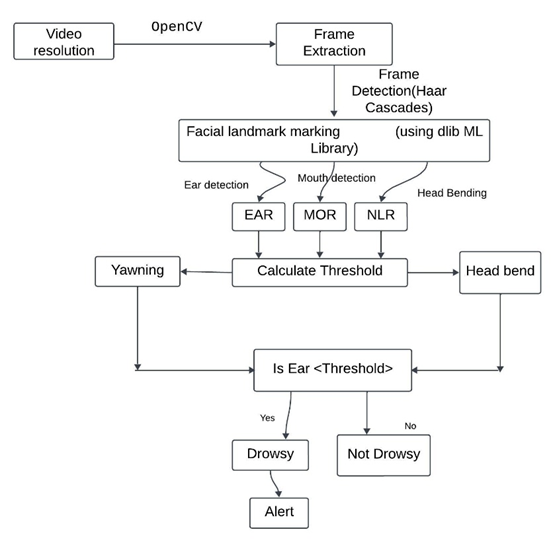 Video
resolution
OpenCV
Frame
Extraction
Frame
Detection(Haar
Cascades)
Facial landmark marking (using dlib ML
Library)
Ear detection
Mouth detection
Head Bending
EAR
MOR
NLR
Yawning
Calculate Threshold
Head bend
Is Ear <Threshold>
Yes
No
Drowsy
Not Drowsy
Alert